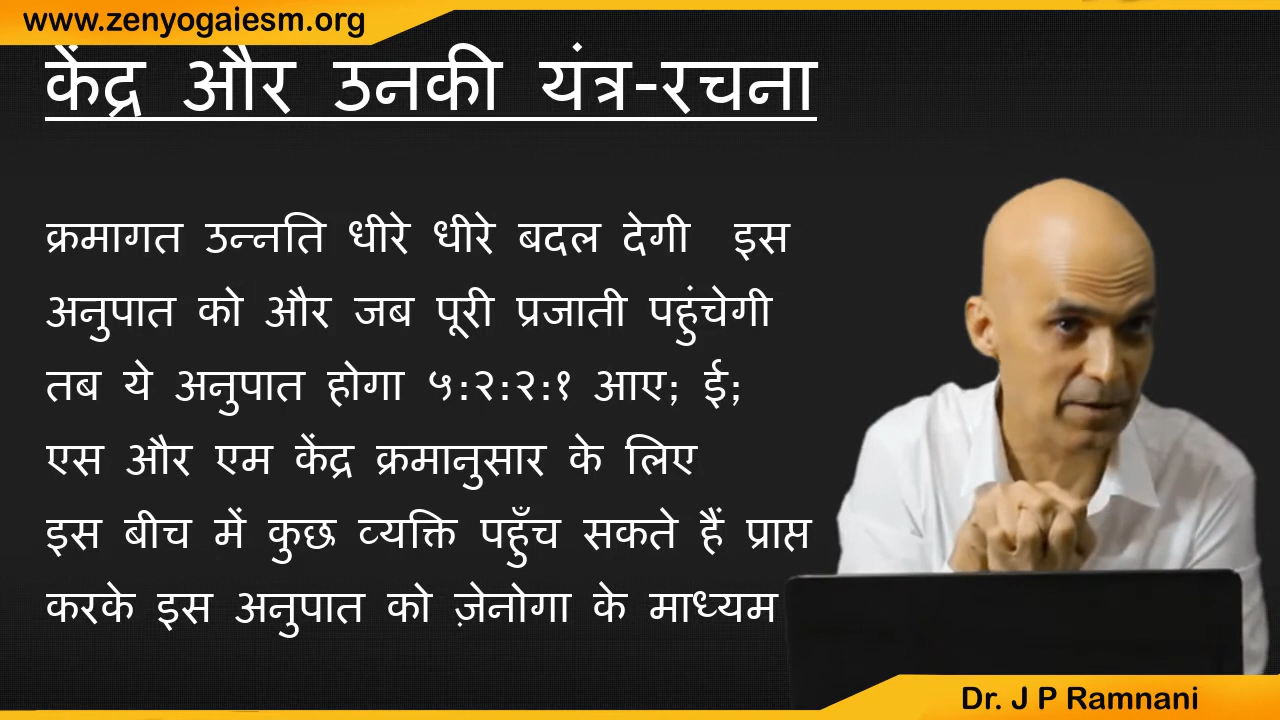 www.zenyogaiesm.org
केंद्र और उनकी यंत्र-रचना
क्रमागत उन्नति धीरे धीरे बदल देगी इस
अनुपात को और जब पूरी प्रजाती पहुंचेगी
तब ये अनुपात होगा ५:२:२:१ आए; ई;
एस और एम केंद्र क्रमानुसार के लिए
इस बीच में कुछ व्यक्ति पहुँच सकते हैं प्राप्त
करके इस अनुपात को ज़ेनोगा के माध्यम
Dr. J P Ramnani